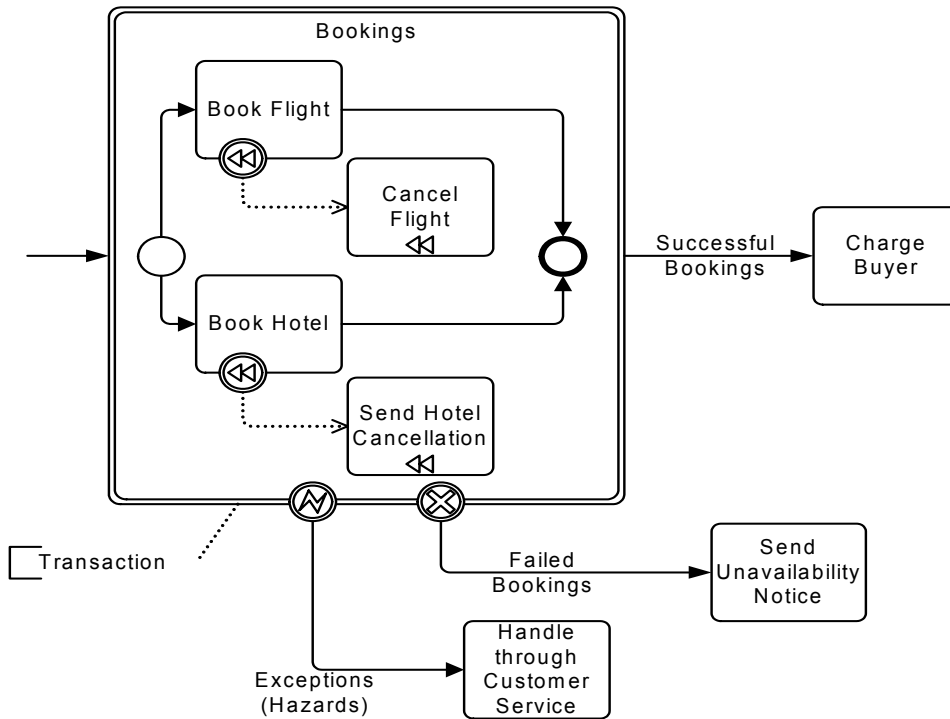 Bookings
Book Flight
Cancel
Flight
Successful
Bookings
Charge
Buyer
Book Hotel
Send Hotel
Cancellation
Transaction
Failed
Bookings
Send
Unavailability
Notice
Exceptions
(Hazards)
Handle
through
Customer
Service